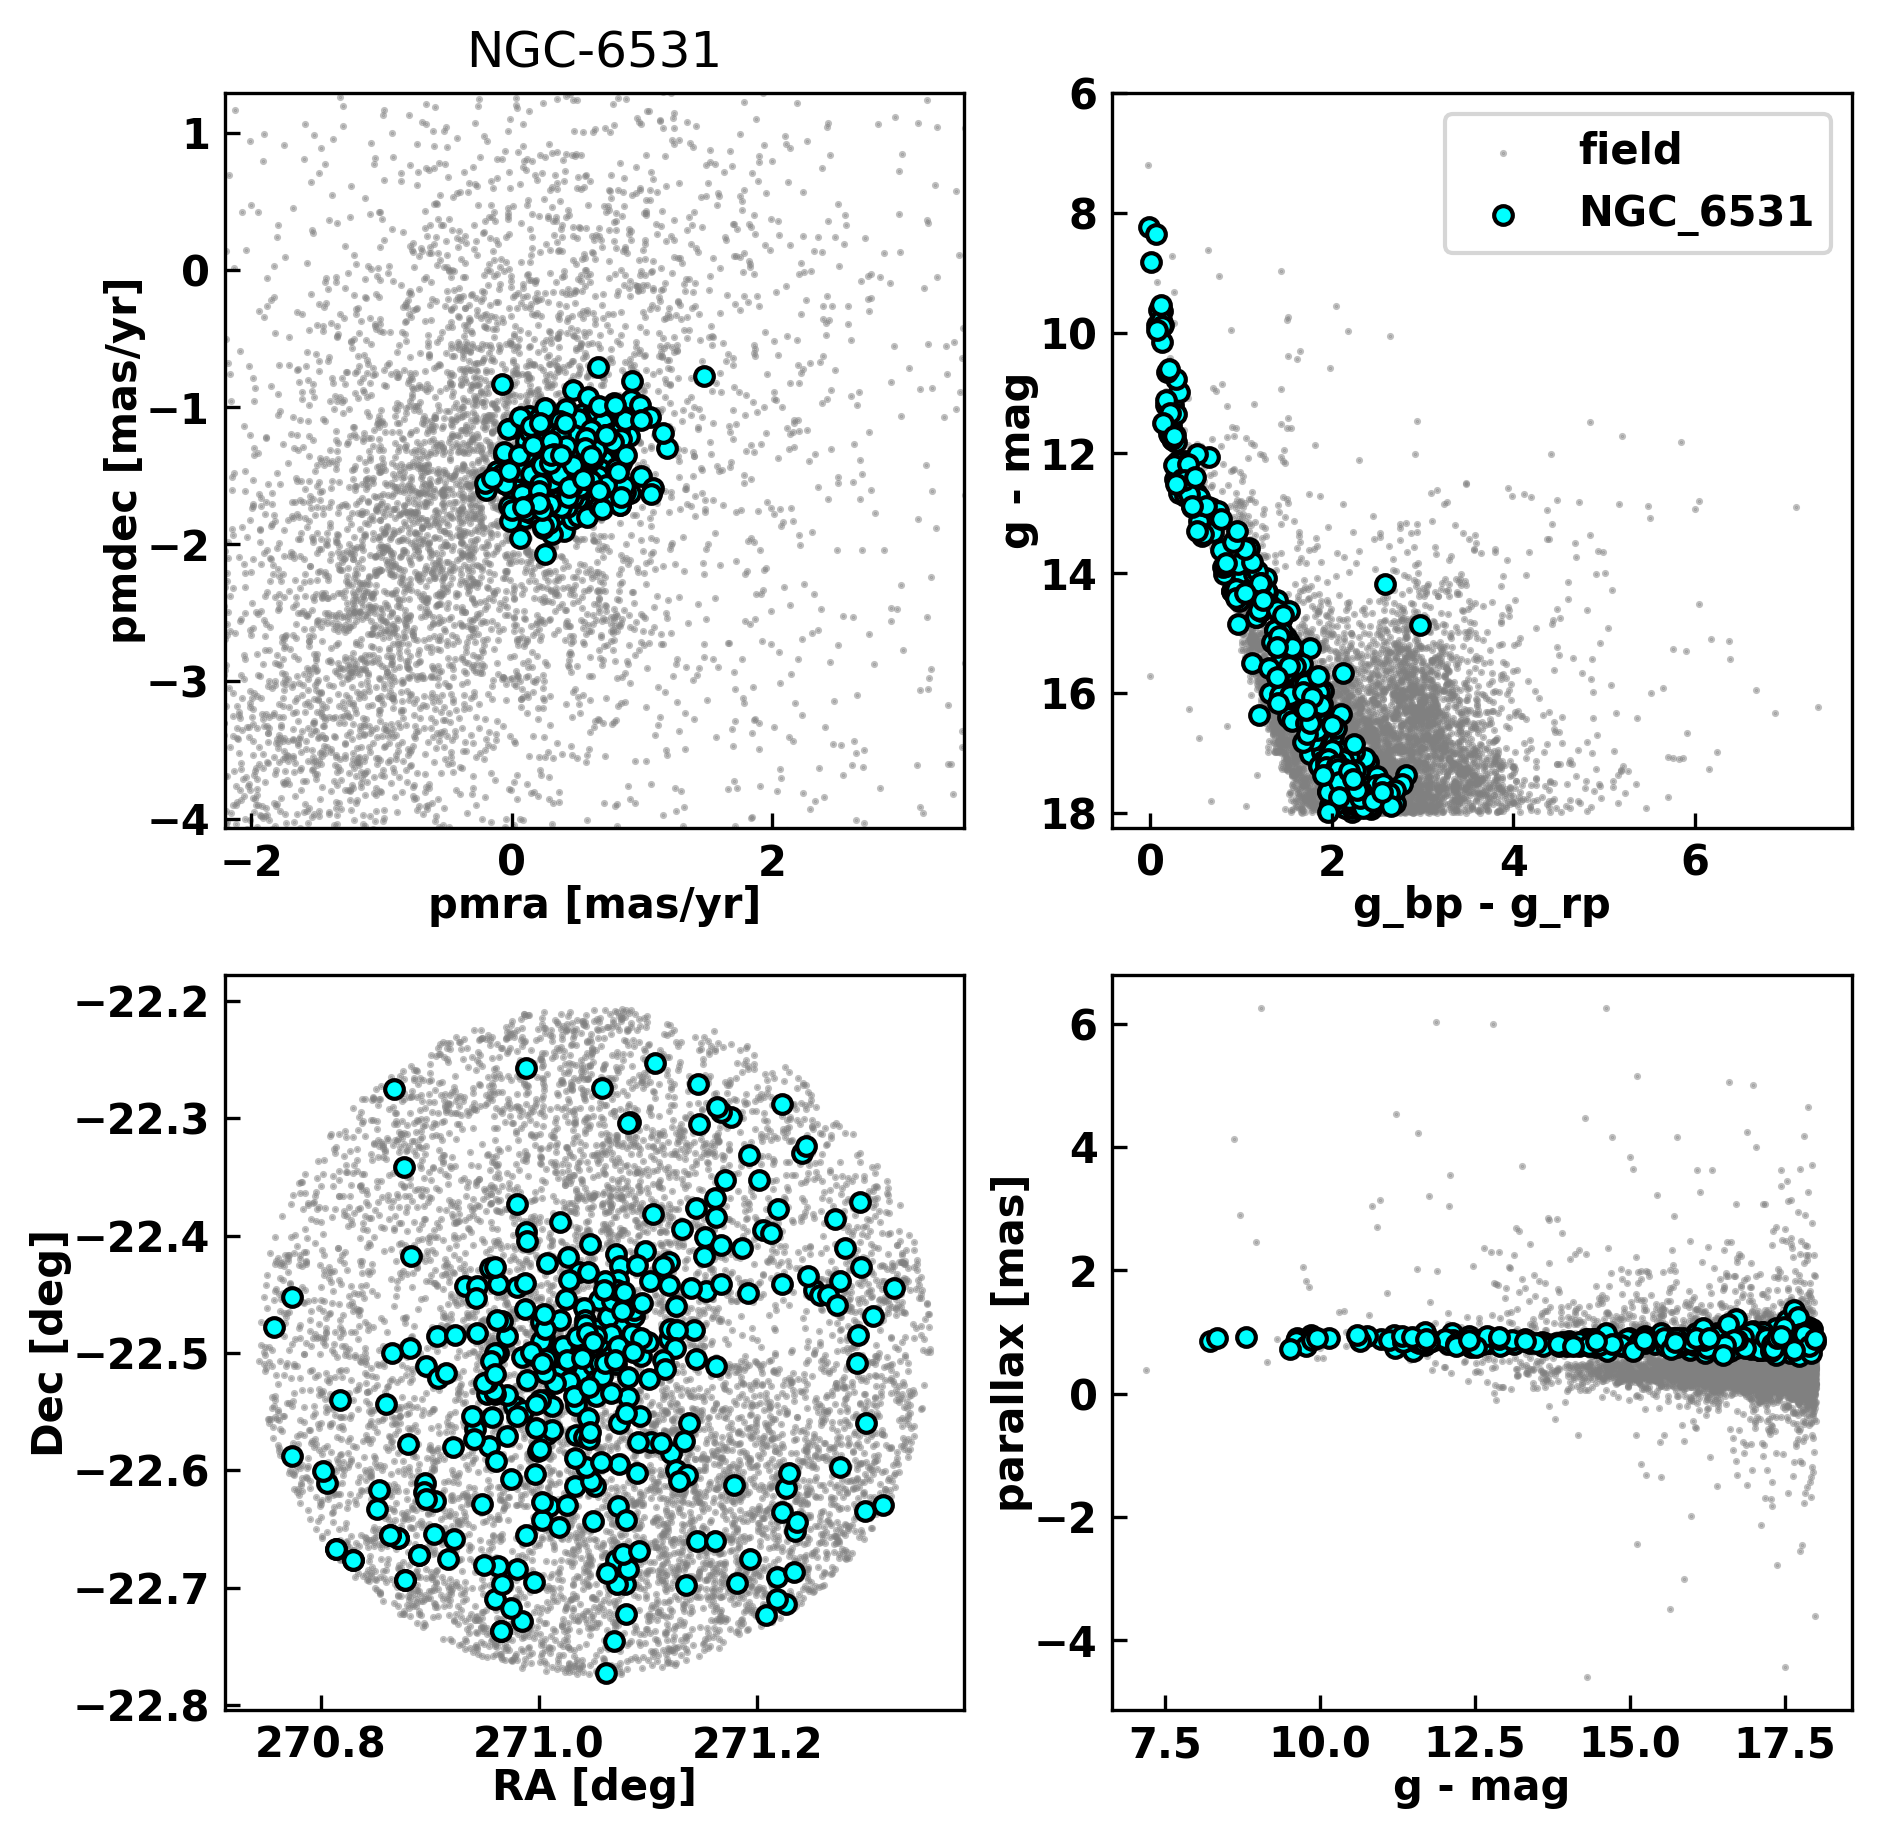 NGC-6531
1
0
−1
−2
−3
−4
pmdec [mas/yr]
−2 0 2
pmra [mas/yr]
6
8
10
12
14
16
18
g - mag
field
NGC_6531
0 2 4 6
g_bp - g_rp
−22.2
−22.3
−22.4
−22.5
−22.6
−22.7
−22.8
Dec [deg]
270.8 271.0 271.2
RA [deg]
6
4
2
0
−2
−4
parallax [mas]
7.5 10.0 12.5 15.0 17.5
g - mag